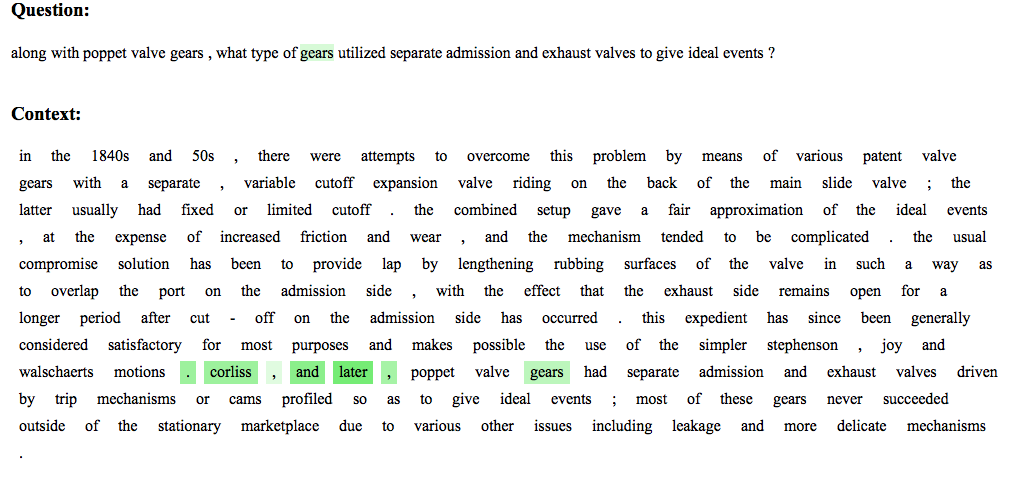 Question:
along with poppet valve gears , what type of gears utilized separate admission and exhaust valves to give ideal events ?
Context:
in the 1840s and 50s , there were attempts to overcome this problem by means of various patent valve
gears with a separate , variable cutoff expansion valve riding on the back of the main slide valve ; the
latter usually had fixed or limited cutoff . the combined setup gave a fair approximation of the ideal events
, at the expense of increased friction and wear , and the mechanism tended to be complicated . the usual
compromise solution has been to provide lap by lengthening rubbing surfaces of the valve in such a way as
to overlap the port on the admission side , with the effect that the exhaust side remains open for a
longer period after cut - off on the admission side has occurred . this expedient has since been generally
considered satisfactory for most purposes and makes possible the use of the simpler stephenson , joy and
walschaerts motions . corliss , and later , poppet valve gears had separate admission and exhaust valves driven
by trip mechanisms or cams profiled so as to give ideal events ; most of these gears never succeeded
outside of the stationary marketplace due to various other issues including leakage and more delicate mechanisms
.